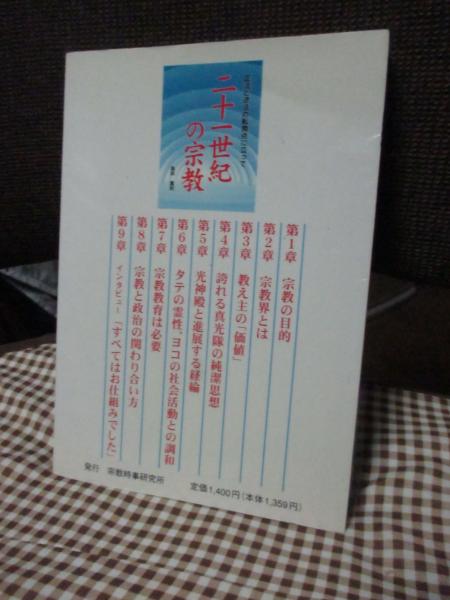 二十一世紀
の宗教
第1章 宗教の目的
第2章 宗教界とは
第3章 教え主の「価値」
第4章 誇れる真光隊の純潔思想
第5章 光神殿と進展する経綸
第6章 タテの霊性、ヨコの社会活動との調和
第7章 宗教教育は必要
第8章 宗教と政治の関わり合い方
第9章 インタビュー「すべてはお仕組みでした」
発行 宗教時事研究所
定価1,400円(本体1,359円)